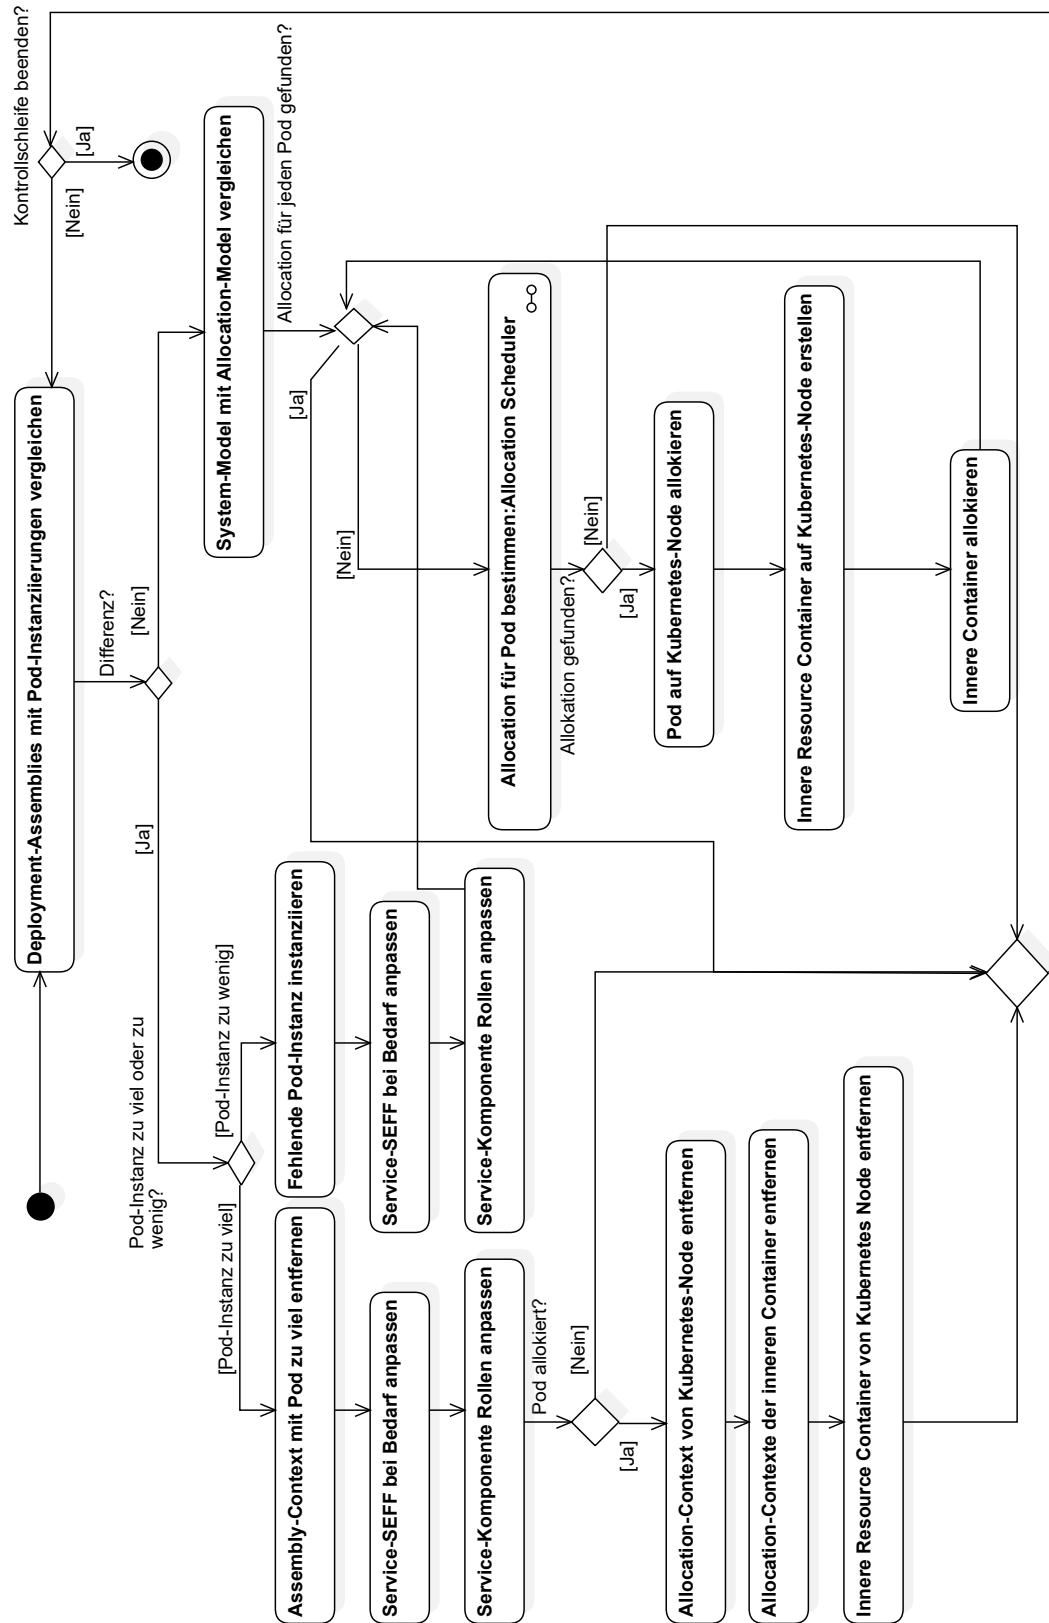 Kontrollschleife beenden?
[Ja]
[Nein]
Deployment-Assemblies mit Pod-Instanziierungen vergleichen
Differenz?
[Nein]
[Ja]
System-Model mit Allocation-Model vergleichen
Allocation für jeden Pod gefunden?
[Ja]
[Nein]
Allocation für Pod bestimmen:Allocation Scheduler
Allokation gefunden?
[Nein]
[Ja]
Pod auf Kubernetes-Node allokieren
Innere Resource Container auf Kubernetes-Node erstellen
Innere Container allokieren
Pod-Instanz zu viel oder zu
wenig?
[Pod-Instanz zu wenig]
[Pod-Instanz zu viel]
Fehlende Pod-Instanz instanziieren
Service-SEFF bei Bedarf anpassen
Service-Komponente Rollen anpassen
Assembly-Context mit Pod zu viel entfernen
Service-SEFF bei Bedarf anpassen
Service-Komponente Rollen anpassen
Pod allokiert?
[Nein]
[Ja]
Allocation-Context von Kubernetes-Node entfernen
Allocation-Contexte der inneren Container entfernen
Innere Resource Container von Kubernetes Node entfernen